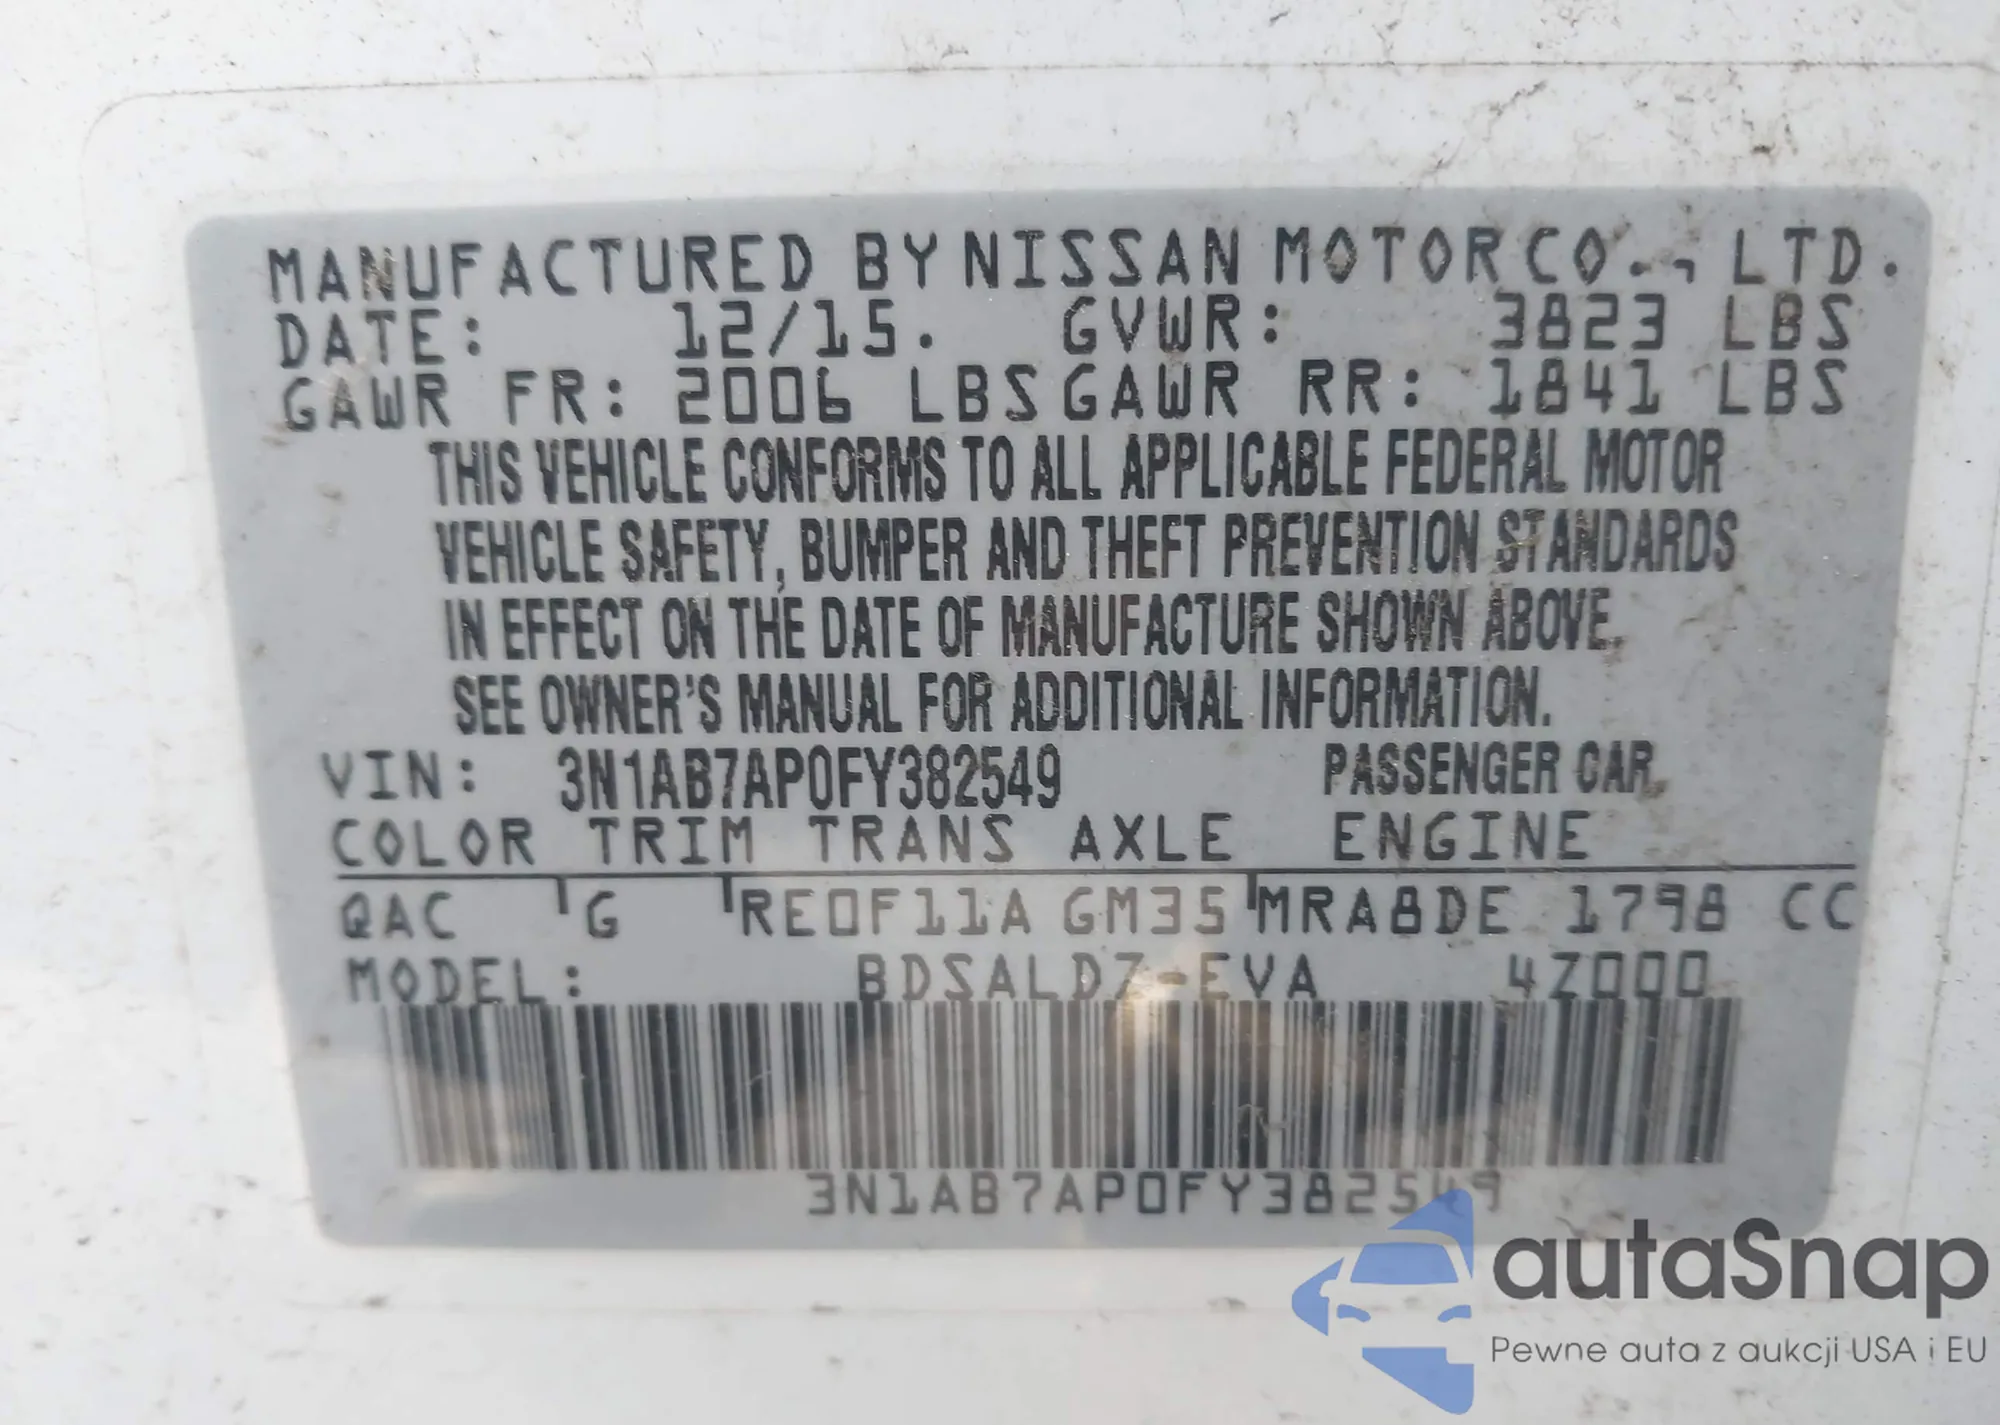 MANUFACTURED BY NISSAN MOTOR CO., LTD.
DATE: 12/15. GVWR: 3823 LBS
GAWR FR: 2006 LBS GAWR RR: 1841 LBS
THIS VEHICLE CONFORMS TO ALL APPLICABLE FEDERAL MOTOR
VEHICLE SAFETY, BUMPER AND THEFT PREVENTION STANDARDS
IN EFFECT ON THE DATE OF MANUFACTURE SHOWN ABOVE.
SEE OWNER'S MANUAL FOR ADDITIONAL INFORMATION.
VIN: 3N1AB7AP0FY382549 PASSENGER CAR
COLOR TRIM TRANS AXLE ENGINE
QAC G RE0F11A GM35 MRA8DE 1798 CC
MODEL: BDSALDZ-EVA 4Z000
3N1AB7AP0FY382549
autaSnap
Pewne auta z aukcji USA i EU